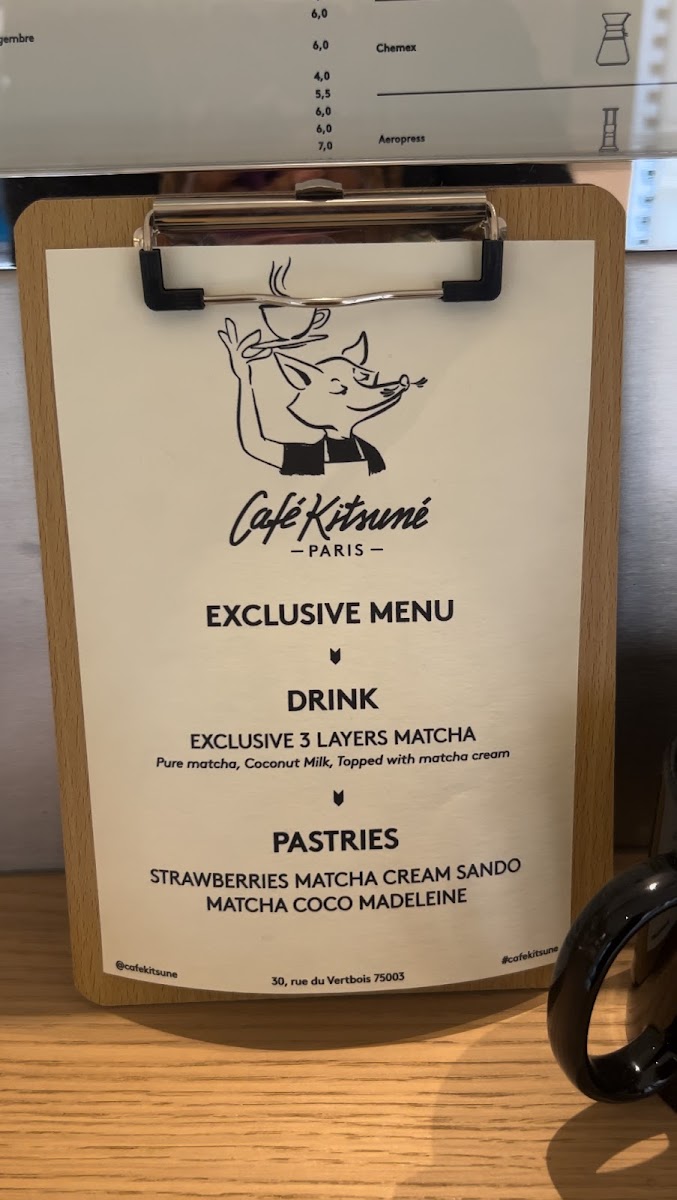 6,0
6,0
Chemex
4,0
5,5
6,0
6,0
7,0
Aeropress
Café Kitsuné
— PARIS —
EXCLUSIVE MENU
DRINK
EXCLUSIVE 3 LAYERS MATCHA
Pure matcha, Coconut Milk, Topped with matcha cream
PASTRIES
STRAWBERRIES MATCHA CREAM SANDO
MATCHA COCO MADELEINE
@cafekitsune
30, rue du Vertbois 75003
#cafekitsune